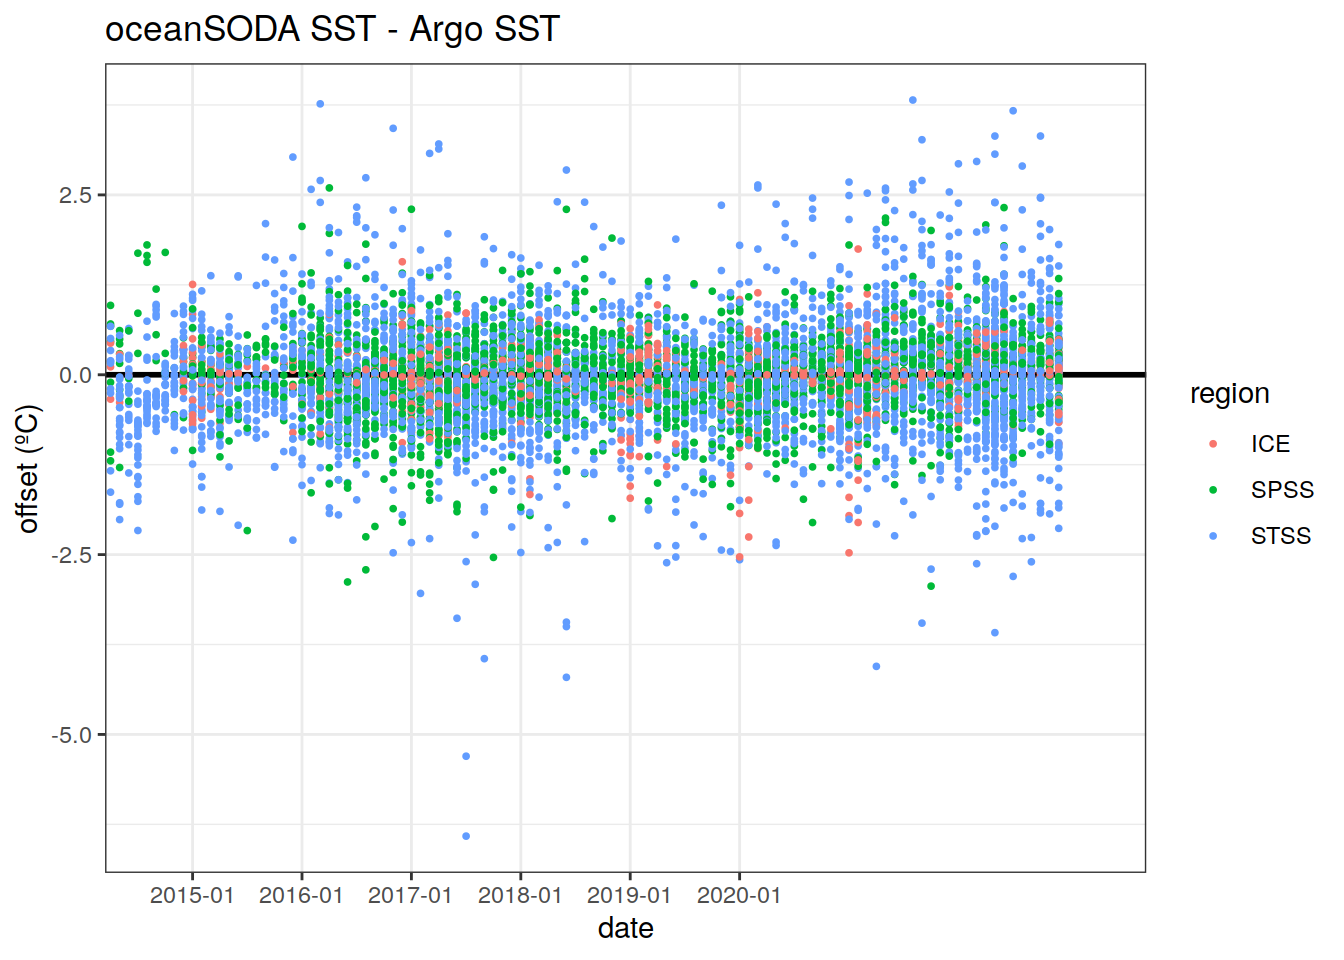 oceanSODA SST - Argo SST
offset (ºC)
2.5
0.0
-2.5
-5.0
2015-01 2016-01 2017-01 2018-01 2019-01 2020-01
date
region
ICE
SPSS
STSS